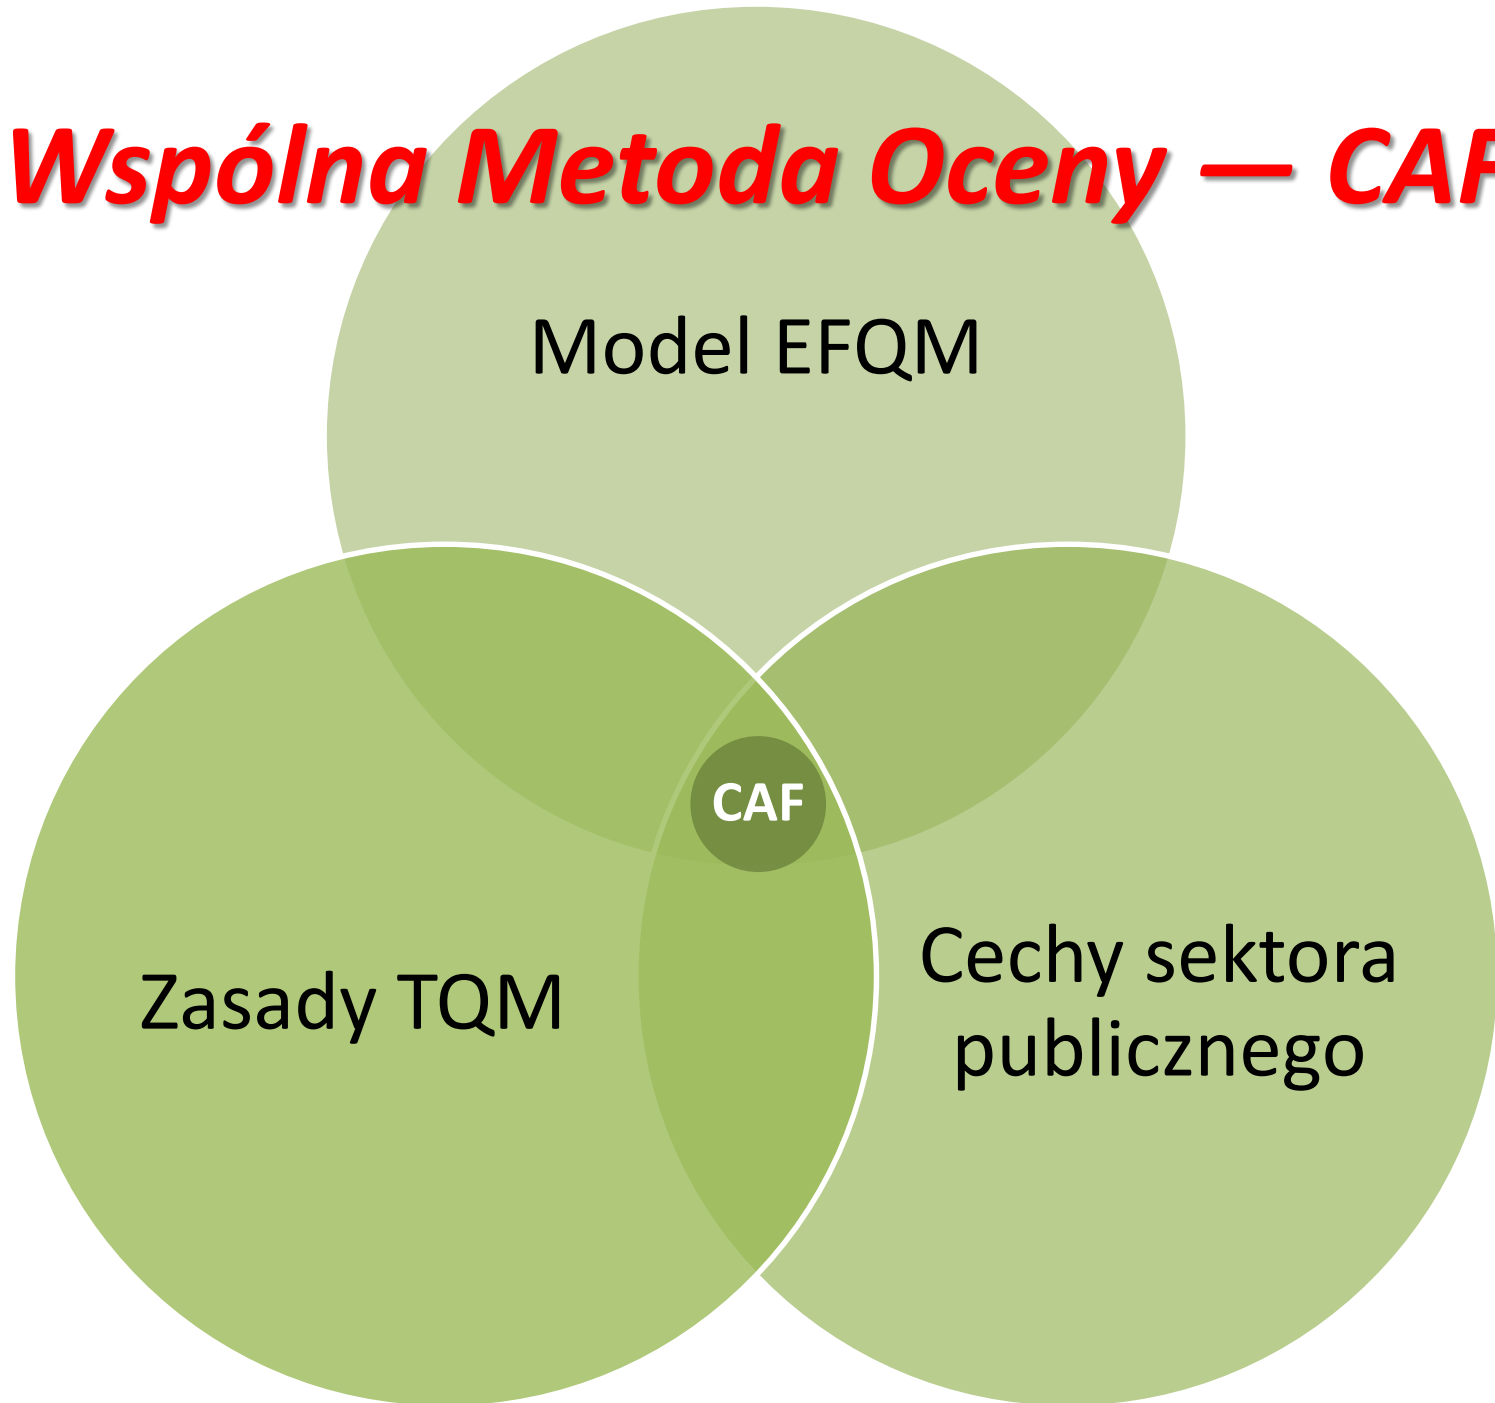 Wspólna Metoda Oceny — CAF
Model EFQM
CAF
Zasady TQM
Cechy sektora
publicznego